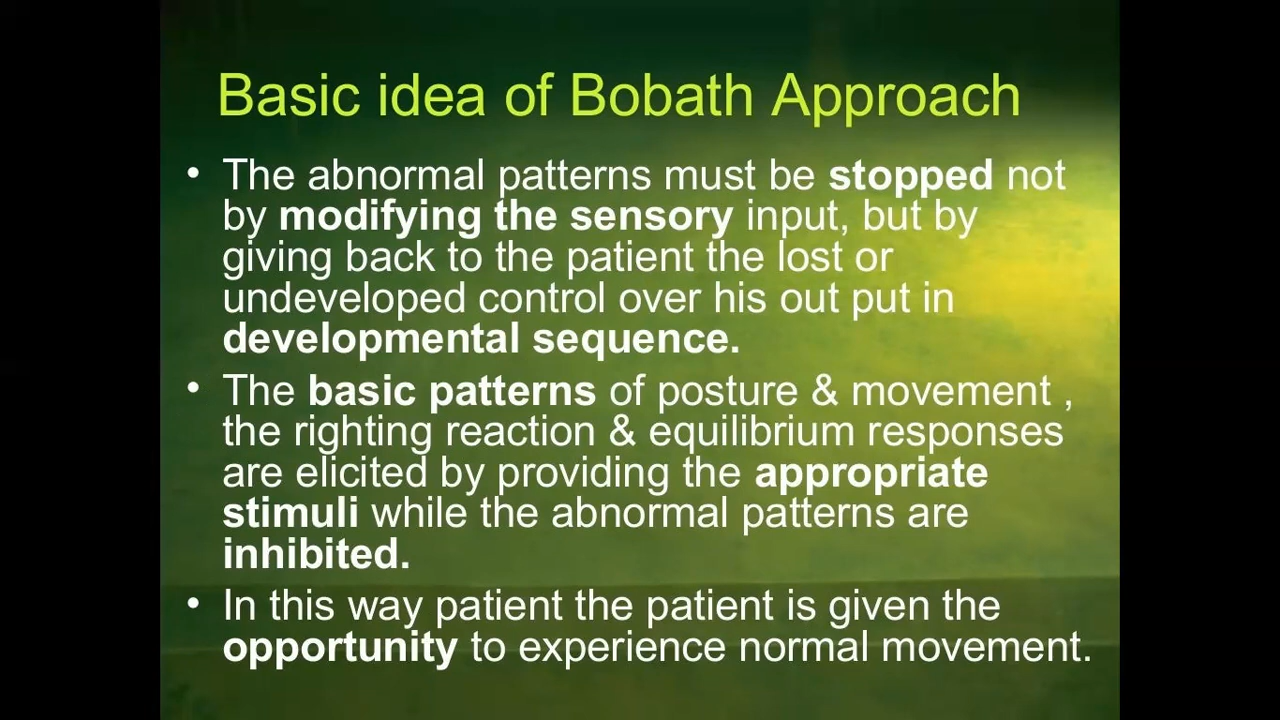 Basic idea of Bobath Approach
• The abnormal patterns must be stopped not
by modifying the sensory input, but by
giving back to the patient the lost or
undeveloped control over his out put in
developmental sequence.
• The basic patterns of posture & movement ,
the righting reaction & equilibrium responses
are elicited by providing the appropriate
stimuli while the abnormal patterns are
inhibited.
• In this way patient the patient is given the
opportunity to experience normal movement.